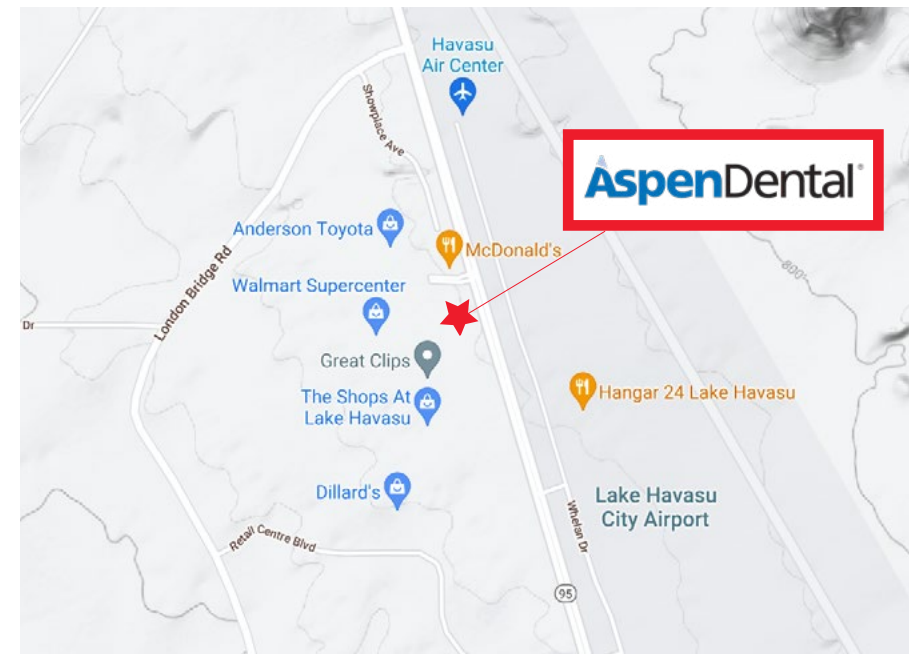 Havasu
Air Center
Showplace Ave
AspenDental®
Anderson Toyota
McDonald's
London Bridge Rd
800'
Walmart Supercenter
Dr
Great Clips
The Shops At
Lake Havasu
Hangar 24 Lake Havasu
Dillard's
Lake Havasu
City Airport
Whelan Dr
Retail Centre Blvd
95